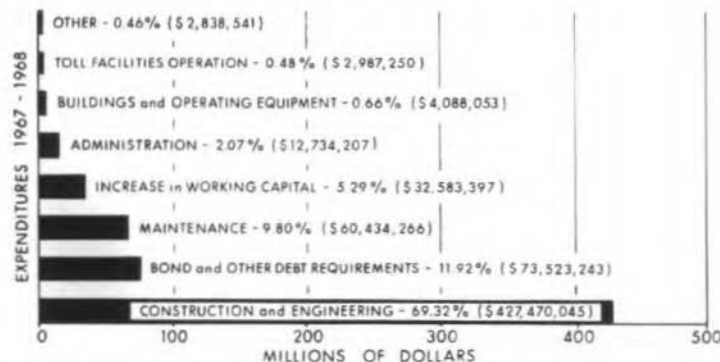 EXPENDITURES 1967 - 1968
OTHER - 0.46% ($2,838,541)
TOLL FACILITIES OPERATION - 0.48% ($2,987,250)
BUILDINGS and OPERATING EQUIPMENT - 0.66% ($4,088,053)
ADMINISTRATION - 2.07% ($12,734,207)
INCREASE in WORKING CAPITAL - 5.29% ($32,583,397)
MAINTENANCE - 9.80% ($60,434,266)
BOND and OTHER DEBT REQUIREMENTS - 11.92% ($73,523,243)
CONSTRUCTION and ENGINEERING - 69.32% ($427,470,045)
0 100 200 300 400 500
MILLIONS OF DOLLARS